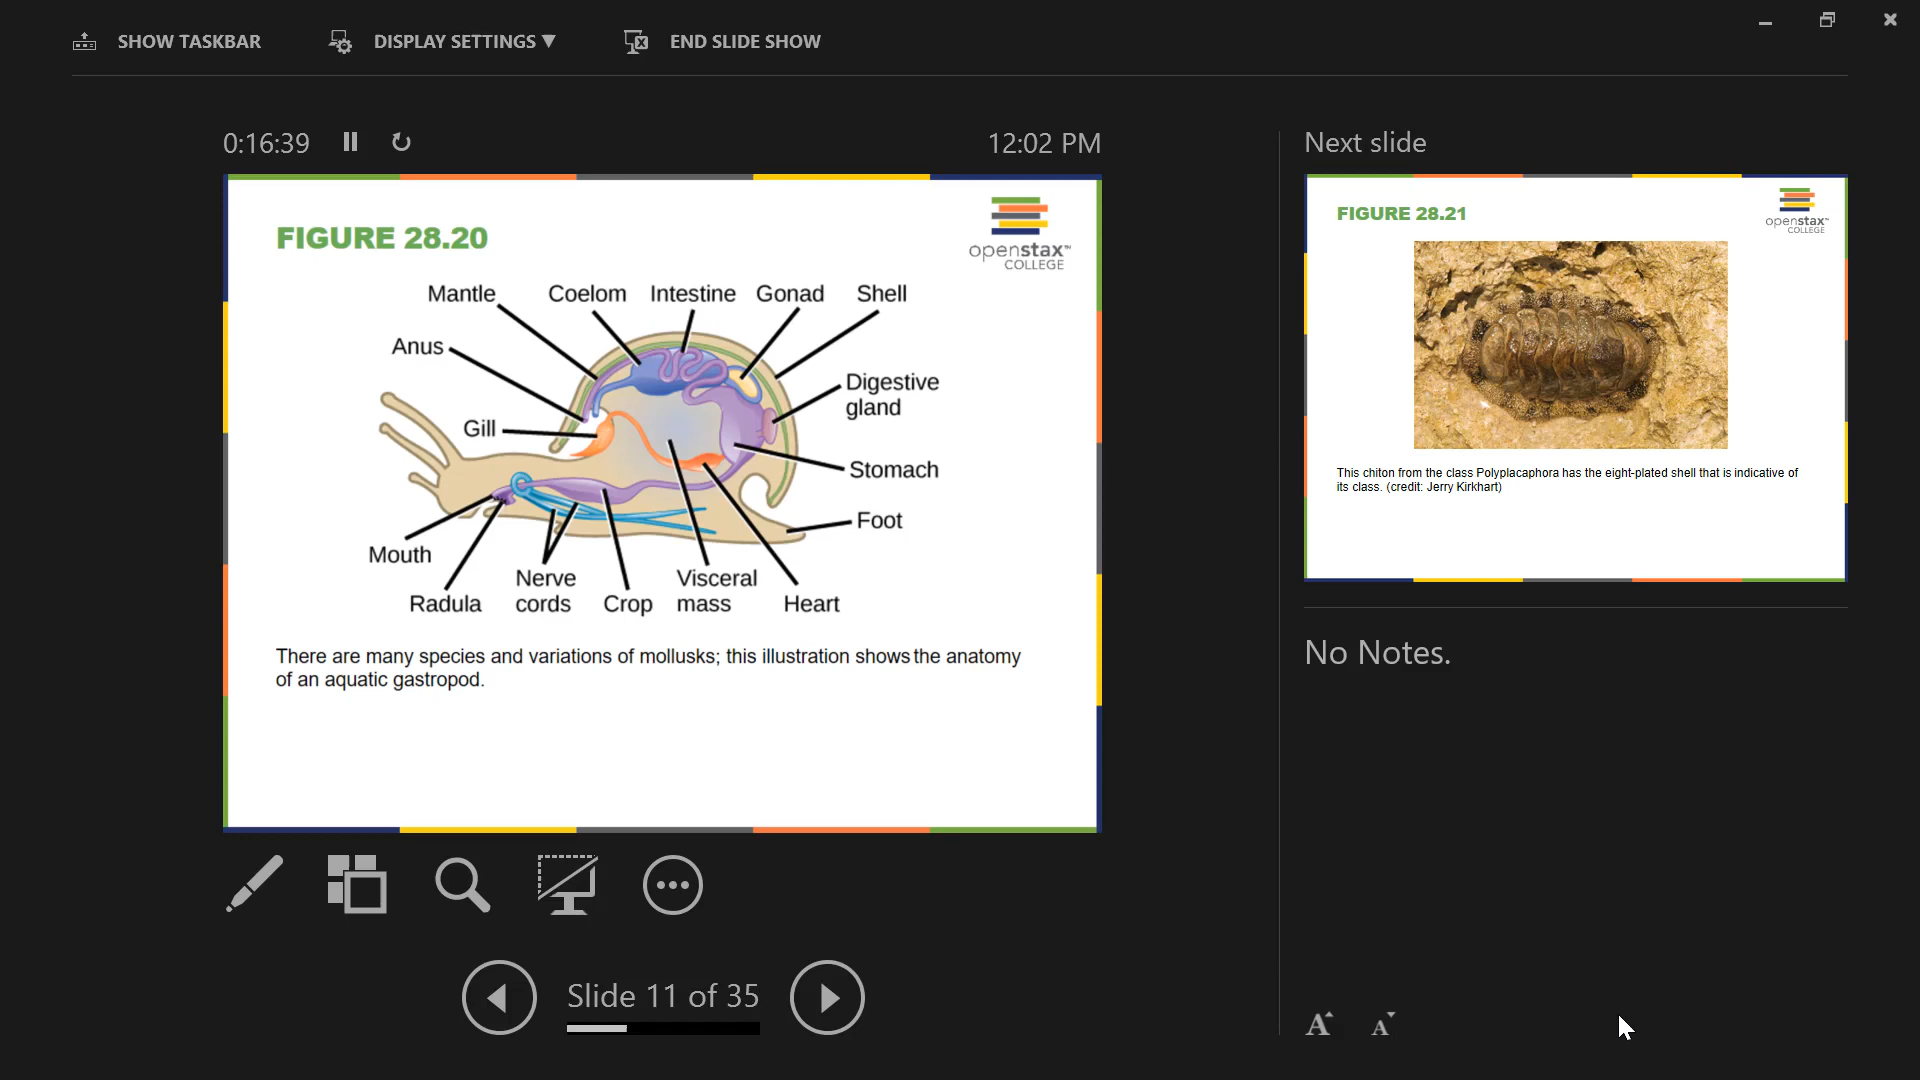 SHOW TASKBAR
DISPLAY SETTINGS ▼
END SLIDE SHOW
0:16:39
12:02 PM
FIGURE 28.20
openstax™
COLLEGE
Mantle
Coelom
Intestine
Gonad
Shell
Anus
Digestive
gland
Gill
Stomach
Foot
Mouth
Radula
Nerve
cords
Crop
Visceral
mass
Heart
There are many species and variations of mollusks; this illustration shows the anatomy
of an aquatic gastropod.
Slide 11 of 35
Next slide
FIGURE 28.21
openstax™
COLLEGE
This chiton from the class Polyplacaphora has the eight-plated shell that is indicative of
its class. (credit: Jerry Kirkhart)
No Notes.
A
A